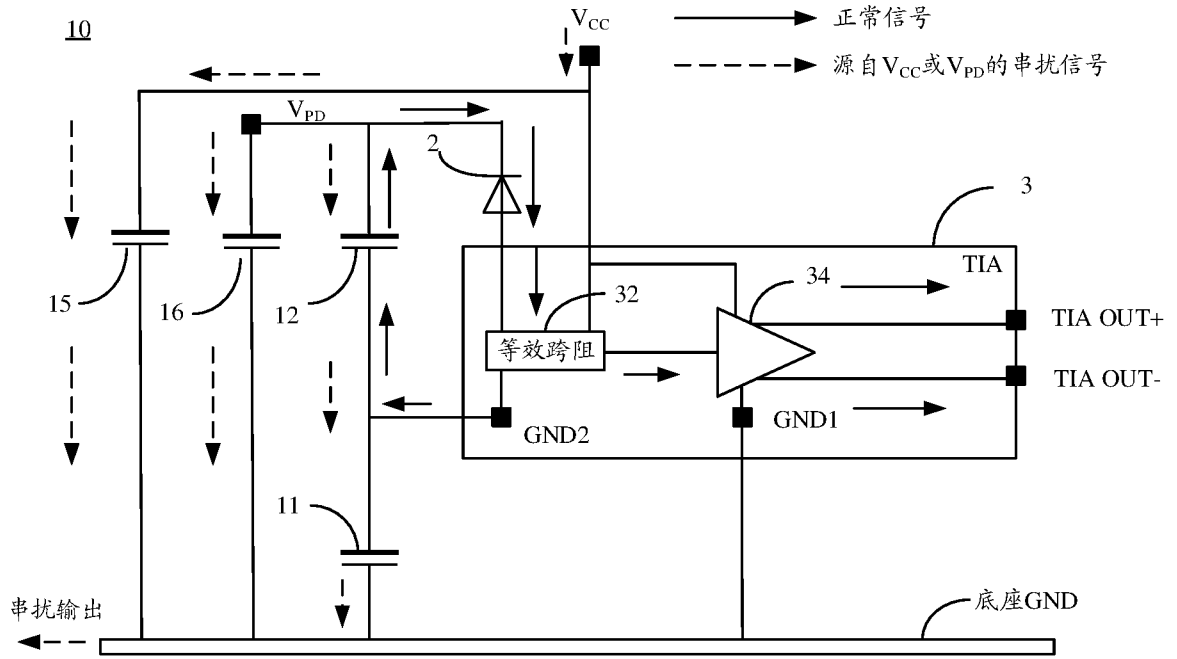 10
V_CC
正常信号
源自V_CC或V_PD的串扰信号
V_PD
2
3
TIA
15
16
12
32
34
等效跨阻
TIA OUT+
TIA OUT-
GND2
GND1
11
串扰输出
底座GND